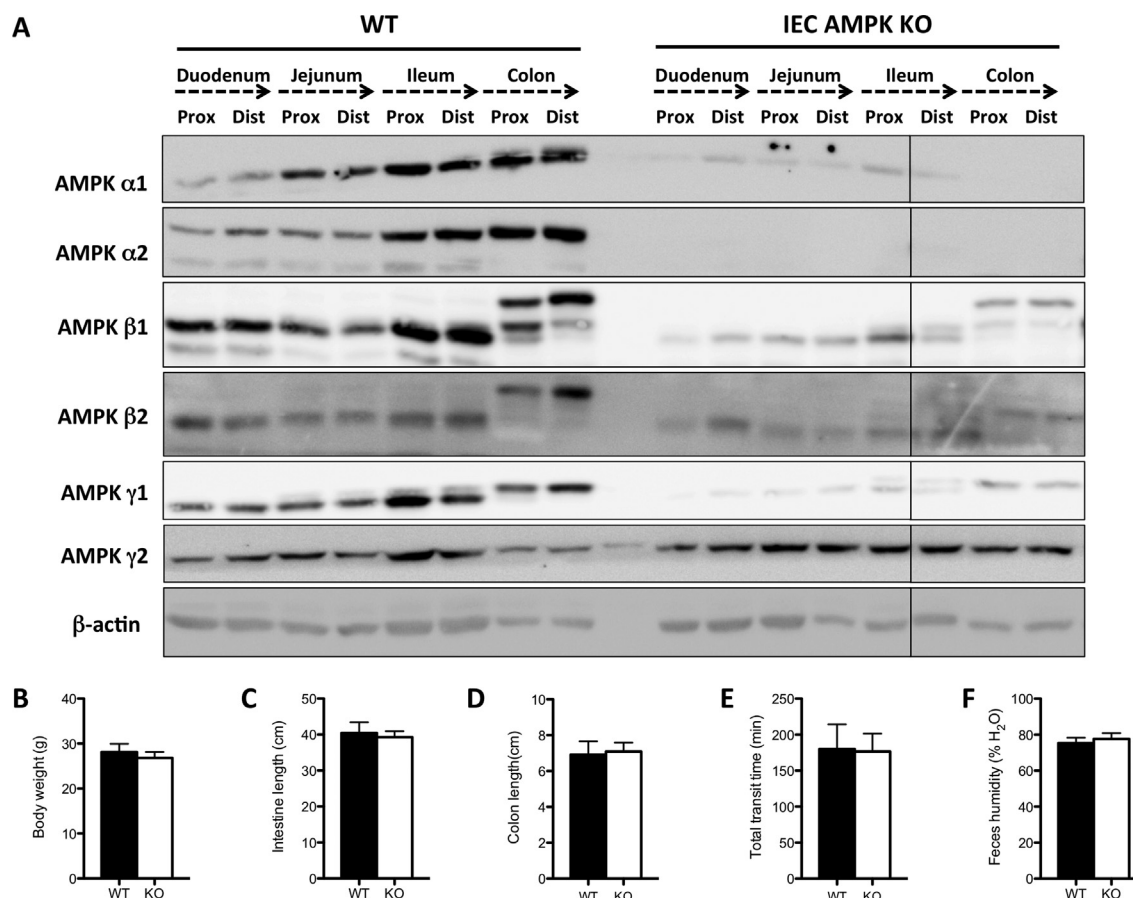 A
WT
IEC AMPK KO
Duodenum Jejunum Ileum Colon Duodenum Jejunum Ileum Colon
Prox Dist Prox Dist Prox Dist Prox Dist Prox Dist Prox Dist Prox Dist Prox Dist
AMPK α1
AMPK α2
AMPK β1
AMPK β2
AMPK γ1
AMPK γ2
β-actin
B
Body weight (g)
40
30
20
10
0
WT KO
C
Intestine length (cm)
50
40
30
20
10
0
WT KO
D
Colon length(cm)
8
6
4
2
0
WT KO
E
Total transit time (min)
250
200
150
100
50
0
WT KO
F
Feces humidity (% H₂O)
100
80
60
40
20
0
WT KO